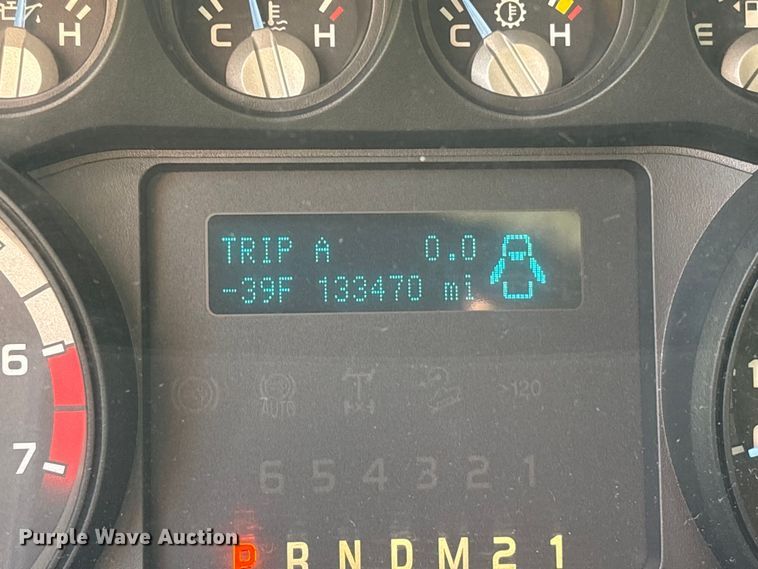 H C H C H E
TRIP A 0.0
-39F 133470 mi
6
AUTO >120
7
6 5 4 3 2 1
Purple Wave Auction
P R N D M 2 1